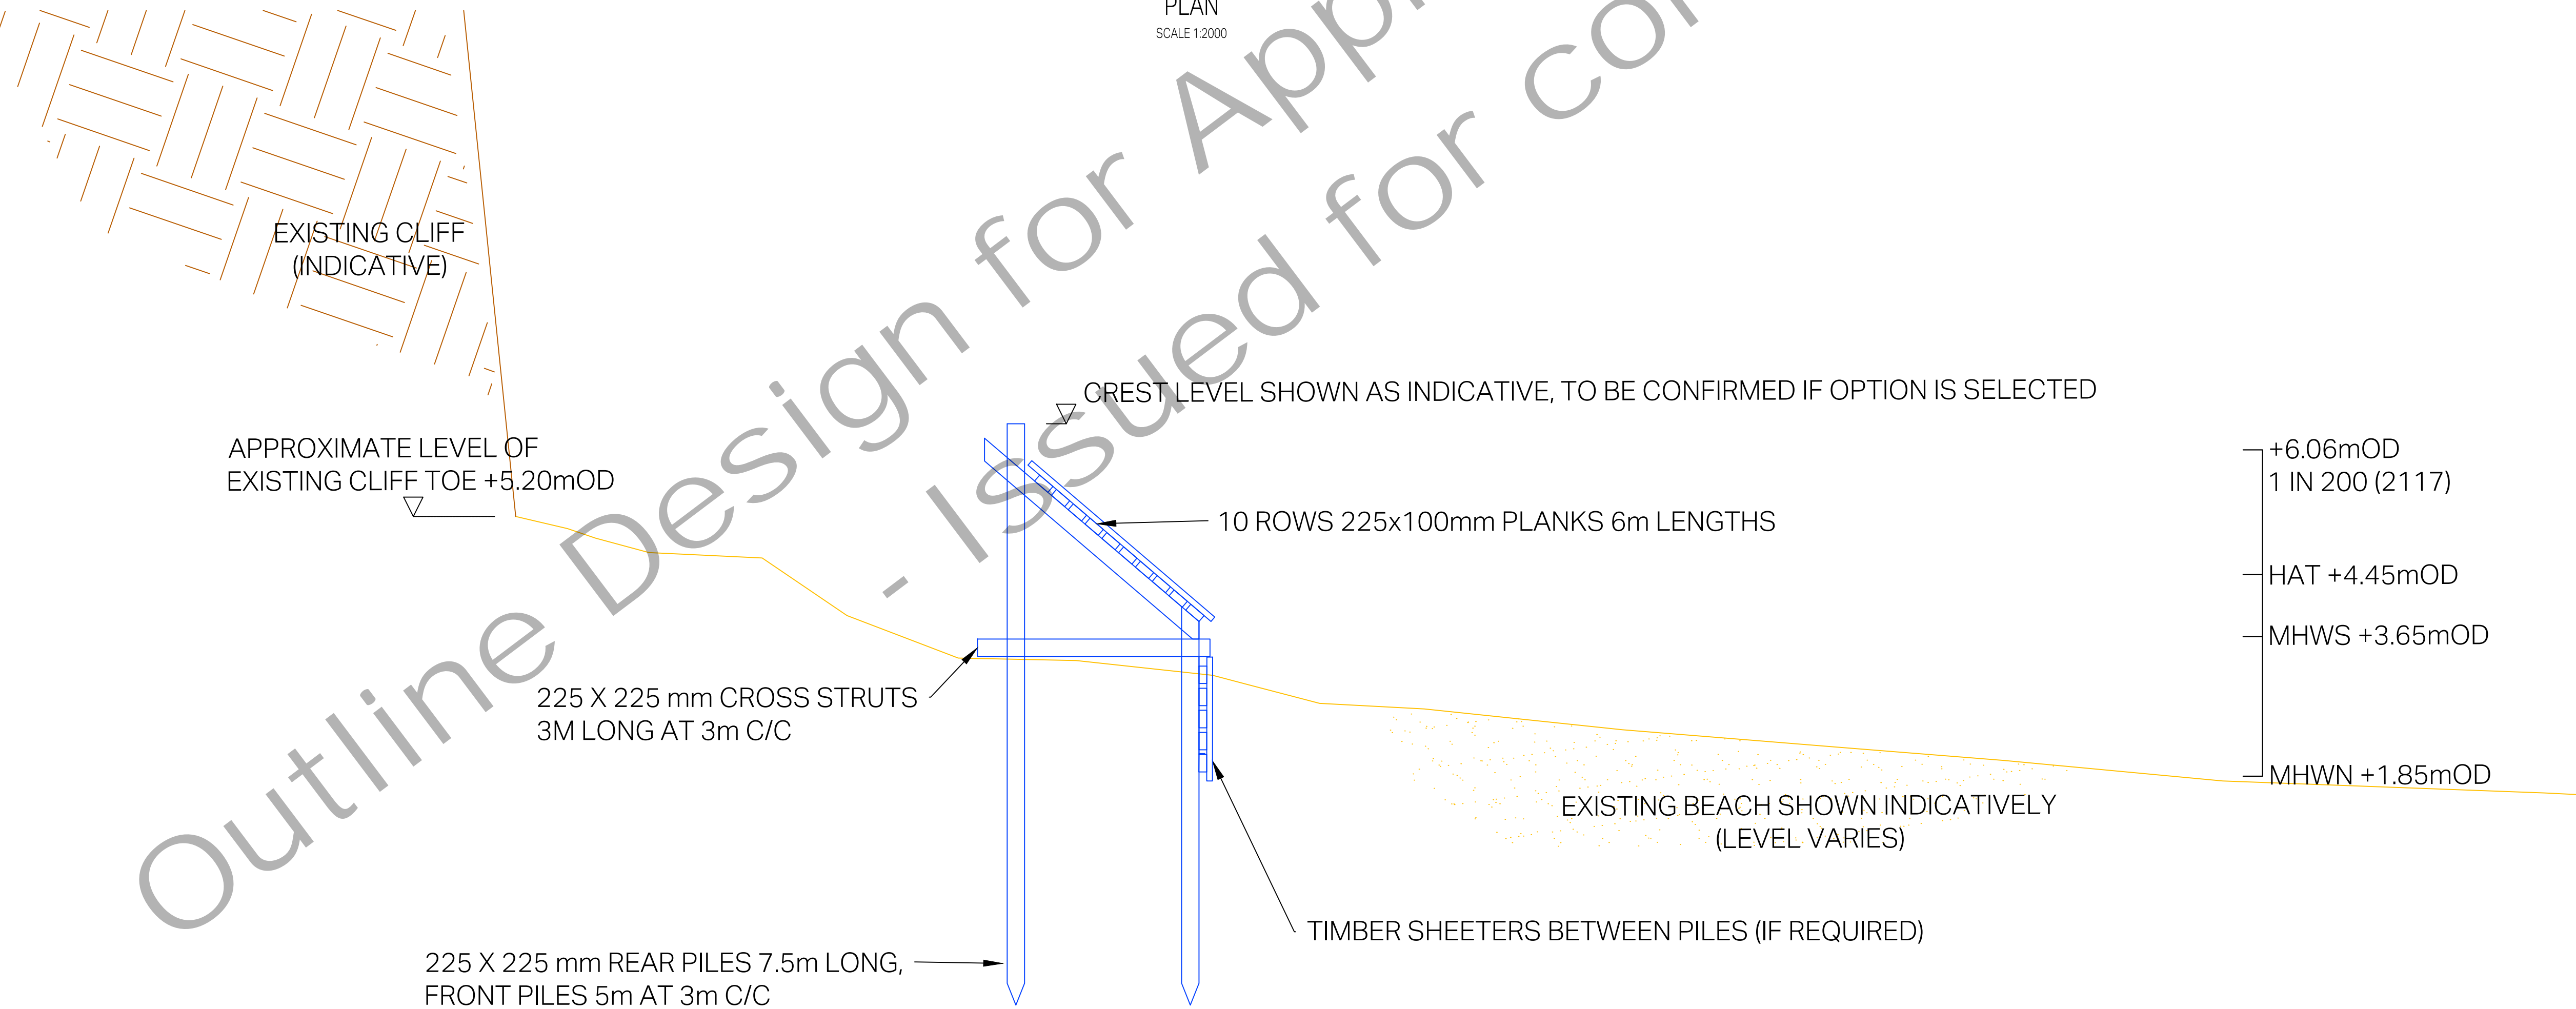 PLAN
SCALE 1:2000
EXISTING CLIFF
(INDICATIVE)
CREST LEVEL SHOWN AS INDICATIVE, TO BE CONFIRMED IF OPTION IS SELECTED
APPROXIMATE LEVEL OF
EXISTING CLIFF TOE +5.20mOD
+6.06mOD
1 IN 200 (2117)
10 ROWS 225x100mm PLANKS 6m LENGTHS
HAT +4.45mOD
MHWS +3.65mOD
225 X 225 mm CROSS STRUTS
3M LONG AT 3m C/C
MHWN +1.85mOD
EXISTING BEACH SHOWN INDICATIVELY
(LEVEL VARIES)
TIMBER SHEETERS BETWEEN PILES (IF REQUIRED)
225 X 225 mm REAR PILES 7.5m LONG,
FRONT PILES 5m AT 3m C/C
Outline Design for
- Issued for